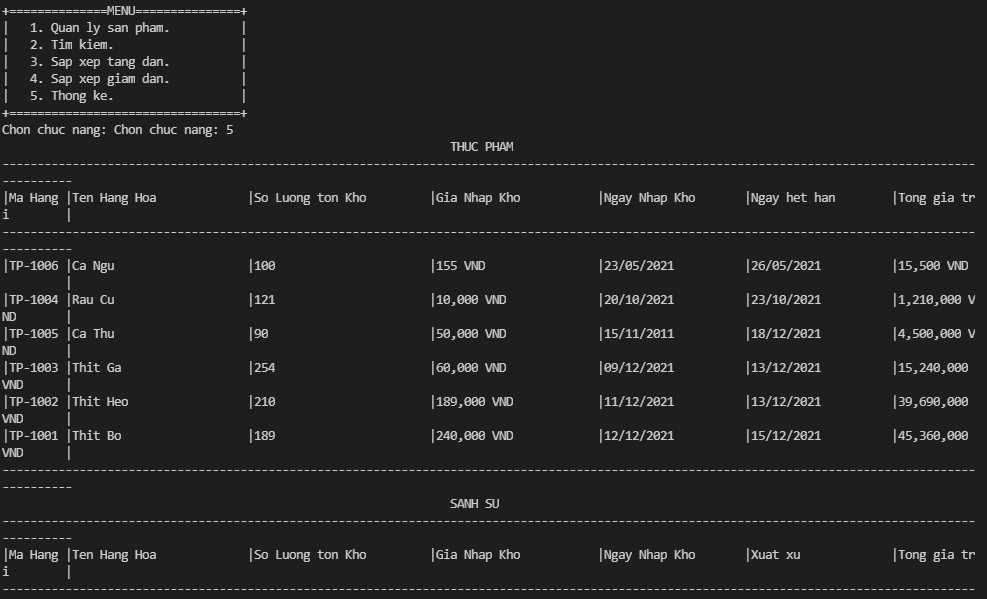 +==============MENU===============+
|   1. Quan ly san pham.          |
|   2. Tim kiem.                  |
|   3. Sap xep tang dan.          |
|   4. Sap xep giam dan.          |
|   5. Thong ke.                  |
+=================================+
Chon chuc nang: Chon chuc nang: 5
                                                                THUC PHAM
-------------------------------------------------------------------------------------------------------------------------------------------
----------
|Ma Hang |Ten Hang Hoa             |So Luong ton Kho         |Gia Nhap Kho           |Ngay Nhap Kho       |Ngay het han        |Tong gia tr
i        |
-------------------------------------------------------------------------------------------------------------------------------------------
----------
|TP-1006 |Ca Ngu                   |100                      |155 VND                |23/05/2021          |26/05/2021          |15,500 VND
         |
|TP-1004 |Rau Cu                   |121                      |10,000 VND             |20/10/2021          |23/10/2021          |1,210,000 V
ND       |
|TP-1005 |Ca Thu                   |90                       |50,000 VND             |15/11/2011          |18/12/2021          |4,500,000 V
ND       |
|TP-1003 |Thit Ga                  |254                      |60,000 VND             |09/12/2021          |13/12/2021          |15,240,000
VND      |
|TP-1002 |Thit Heo                 |210                      |189,000 VND            |11/12/2021          |13/12/2021          |39,690,000
VND      |
|TP-1001 |Thit Bo                  |189                      |240,000 VND            |12/12/2021          |15/12/2021          |45,360,000
VND      |
-------------------------------------------------------------------------------------------------------------------------------------------
----------
                                                                SANH SU
-------------------------------------------------------------------------------------------------------------------------------------------
----------
|Ma Hang |Ten Hang Hoa             |So Luong ton Kho         |Gia Nhap Kho           |Ngay Nhap Kho       |Xuat xu             |Tong gia tr
i        |
-------------------------------------------------------------------------------------------------------------------------------------------